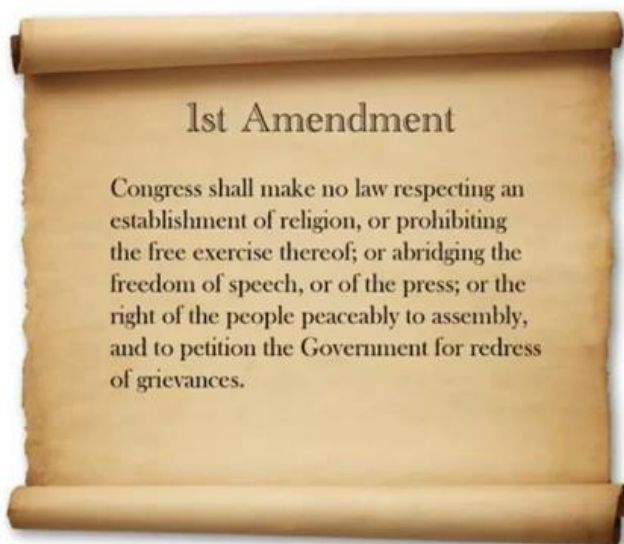 1st Amendment
Congress shall make no law respecting an
establishment of religion, or prohibiting
the free exercise thereof; or abridging the
freedom of speech, or of the press; or the
right of the people peaceably to assembly,
and to petition the Government for redress
of grievances.